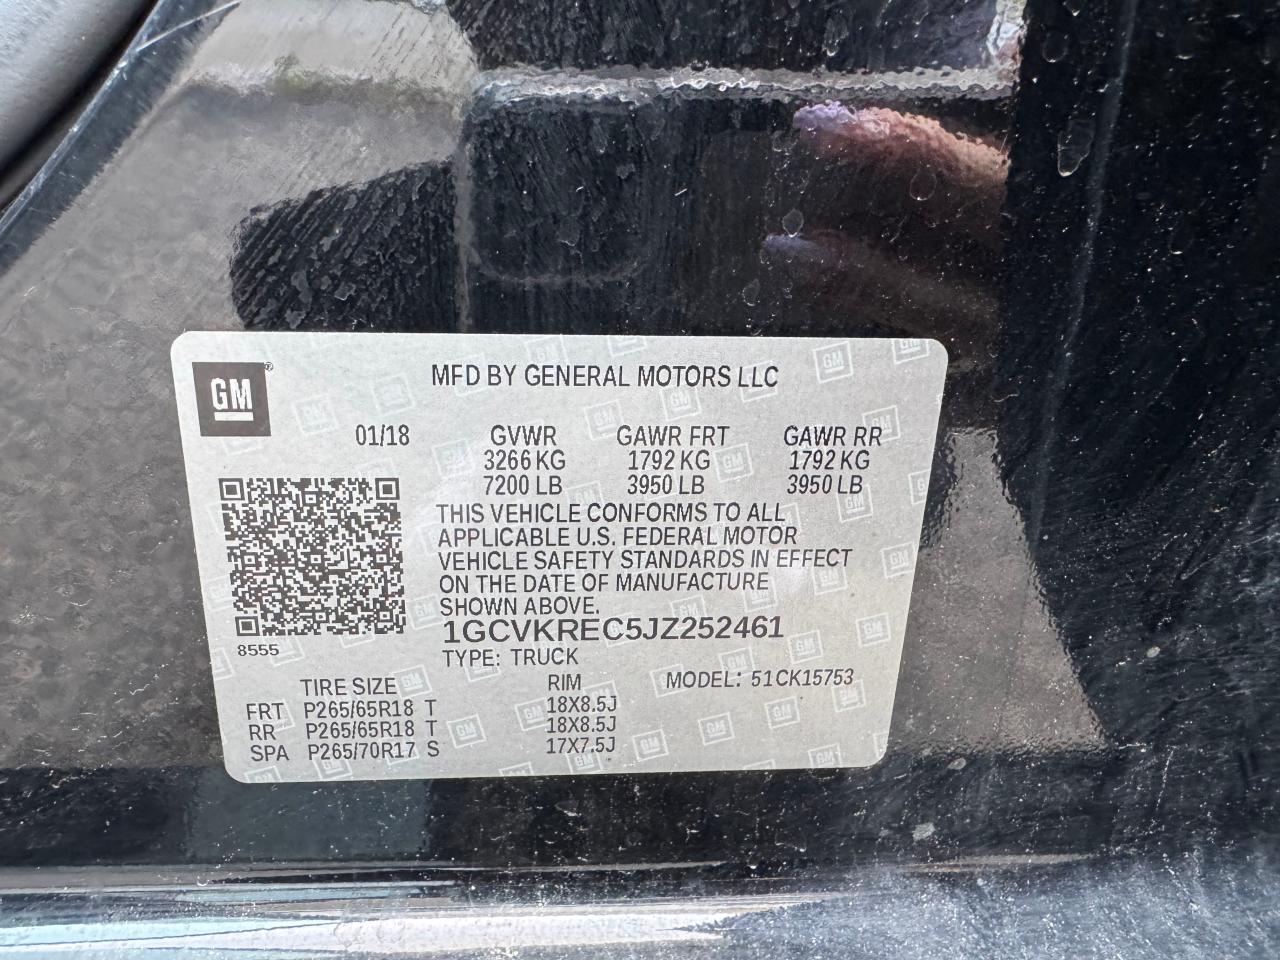 GM®
MFD BY GENERAL MOTORS LLC
01/18 GVWR GAWR FRT GAWR RR
3266 KG 1792 KG 1792 KG
7200 LB 3950 LB 3950 LB
THIS VEHICLE CONFORMS TO ALL
APPLICABLE U.S. FEDERAL MOTOR
VEHICLE SAFETY STANDARDS IN EFFECT
ON THE DATE OF MANUFACTURE
SHOWN ABOVE.
1GCVKREC5JZ252461
8555
TYPE: TRUCK
TIRE SIZE RIM MODEL: 51CK15753
FRT P265/65R18 T 18X8.5J
RR P265/65R18 T 18X8.5J
SPA P265/70R17 S 17X7.5J